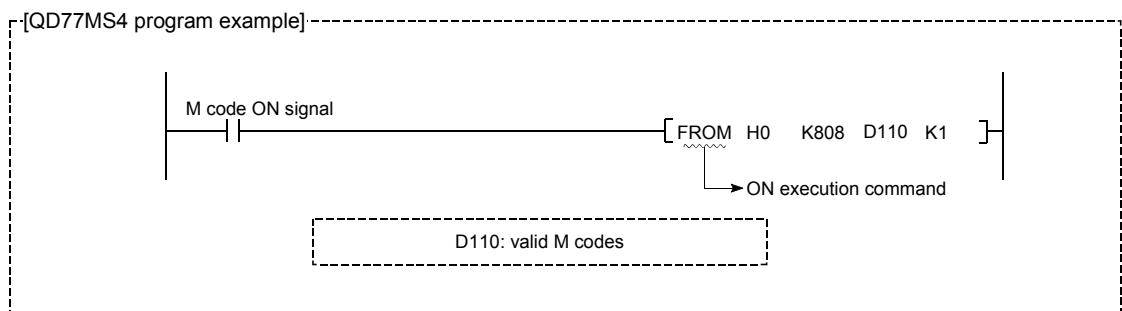 [QD77MS4 program example]
M code ON signal
FROM H0 K808 D110 K1
ON execution command
D110: valid M codes